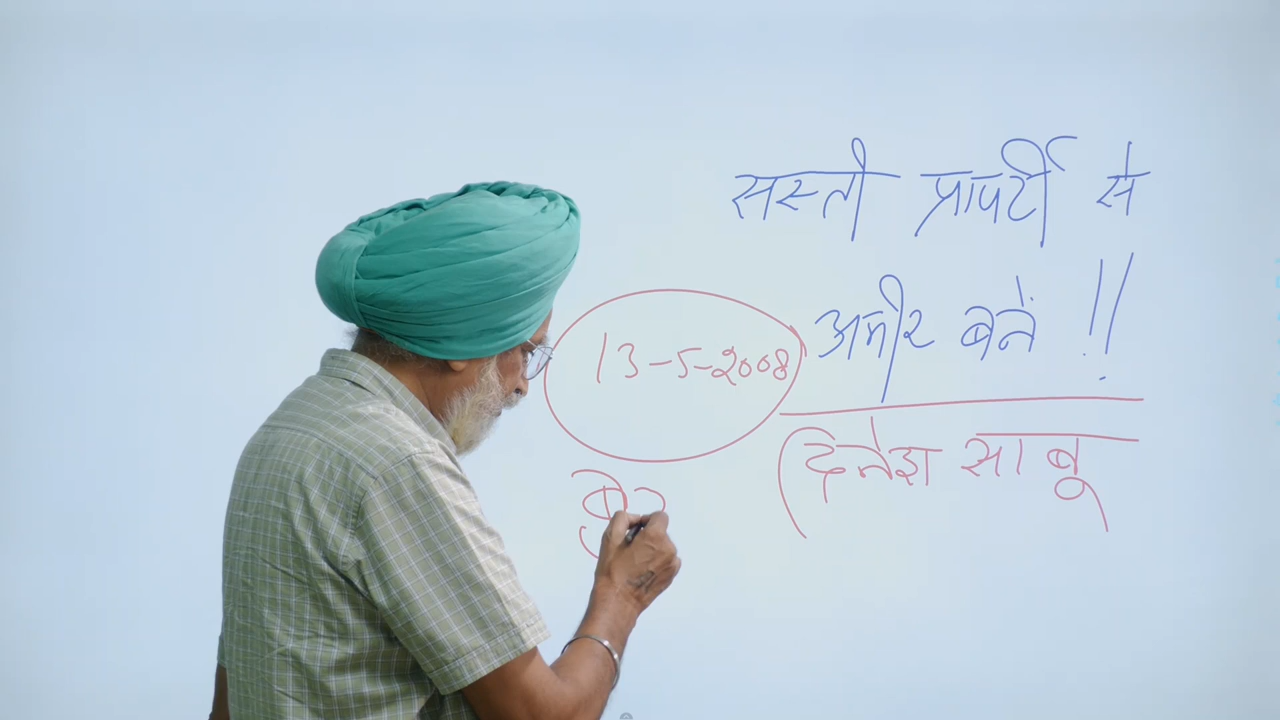 सस्ती प्रापर्टी से
अमीर बनें !!
13-5-2008
(दिनेश साबू)